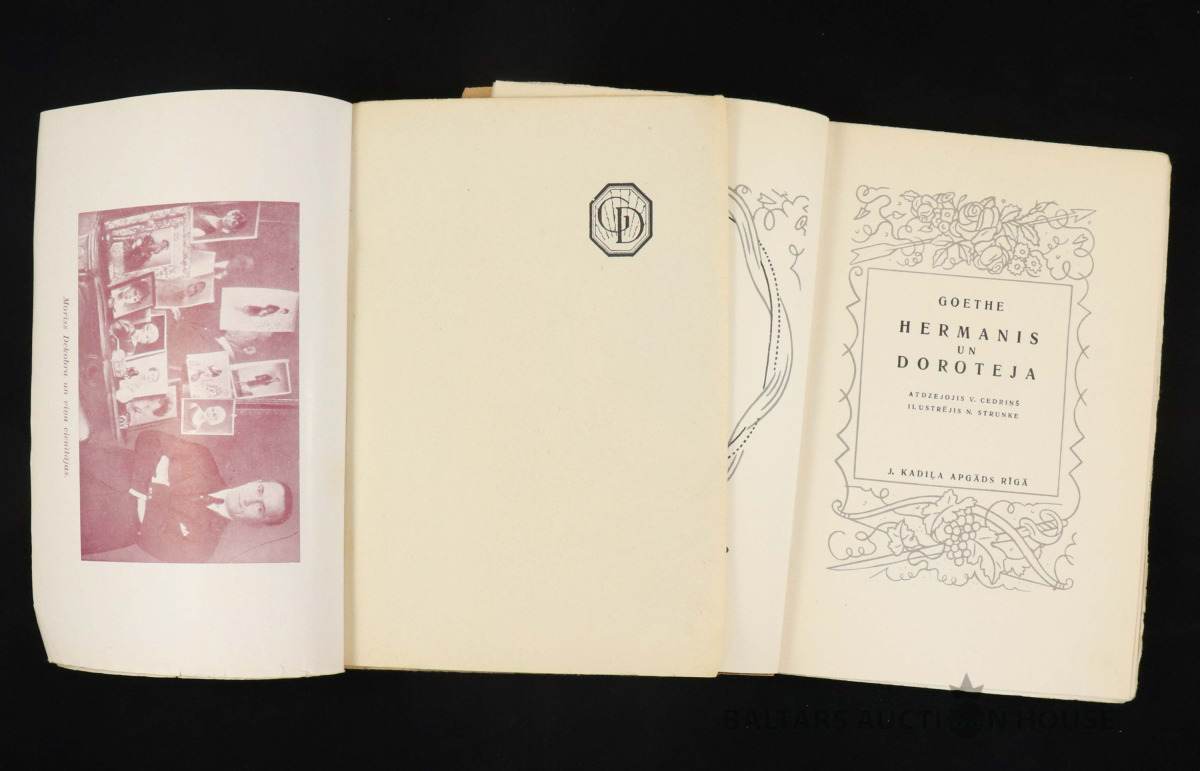 Moriss Dekobra un viņa cienītājas.
GD
GOETHE
HERMANIS
UN
DOROTEJA
ATDZEJOJIS V. CEDRIŅŠ
ILUSTRĒJIS N. STRUNKE
J. KADIĻA APGĀDS RĪGĀ
BALTARS AUCTION HOUSE